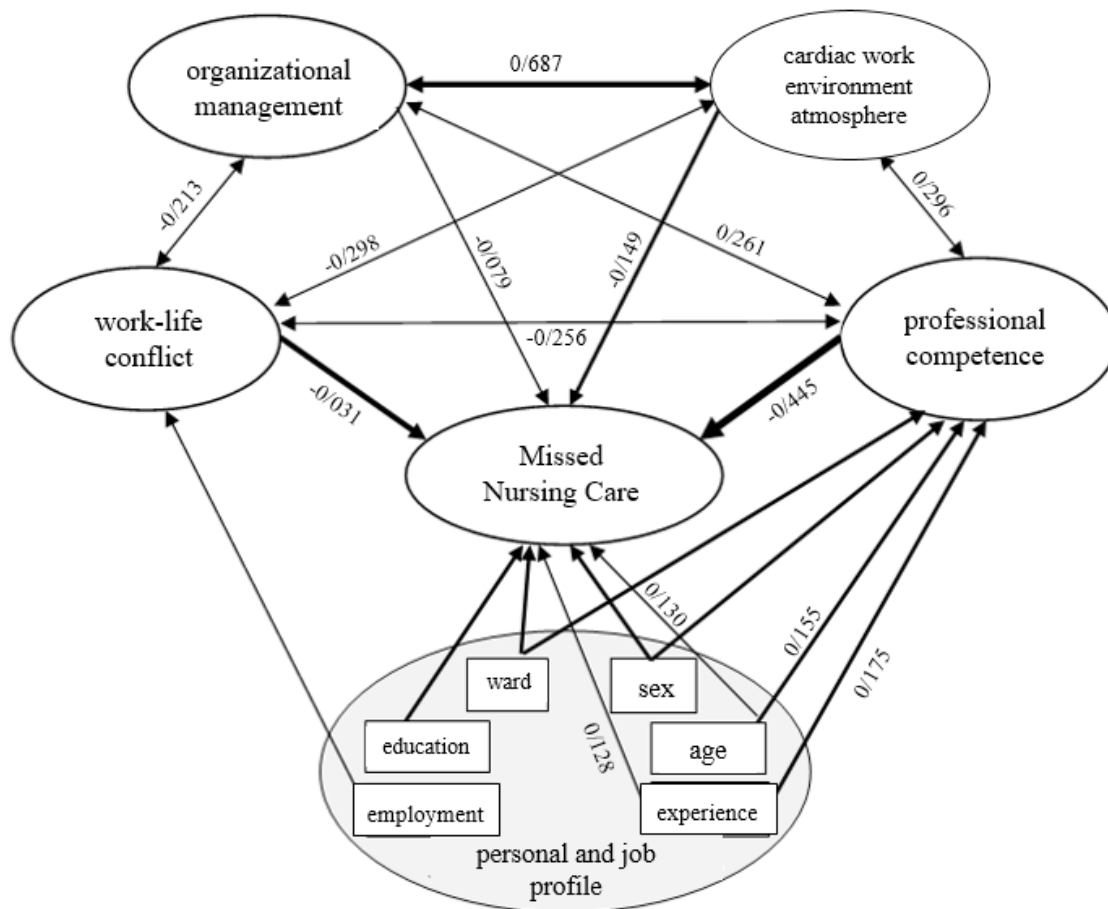 organizational
management
0/687
cardiac work
environment
atmosphere
-0/213
-0/298
-0/079
-0/149
0/261
0/296
work-life
conflict
-0/256
professional
competence
-0/031
-0/445
Missed
Nursing Care
0/130
0/155
0/175
ward
sex
education
0/128
age
employment
experience
personal and job
profile